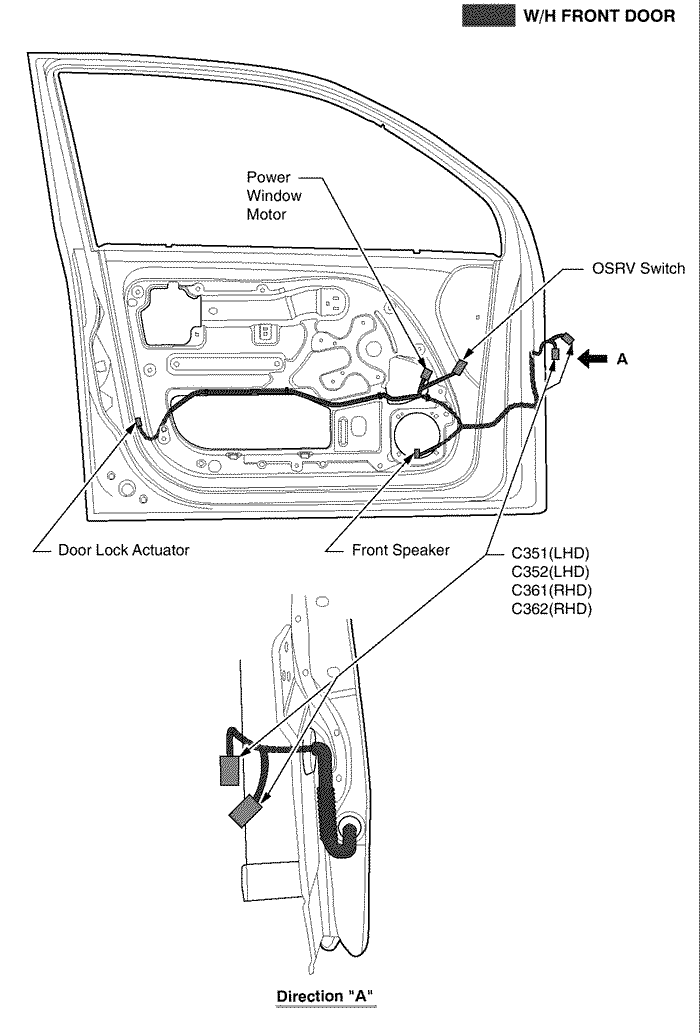 W/H FRONT DOOR
Power
Window
Motor
OSRV Switch
A
Door Lock Actuator
Front Speaker
C351(LHD)
C352(LHD)
C361(RHD)
C362(RHD)
Direction "A"